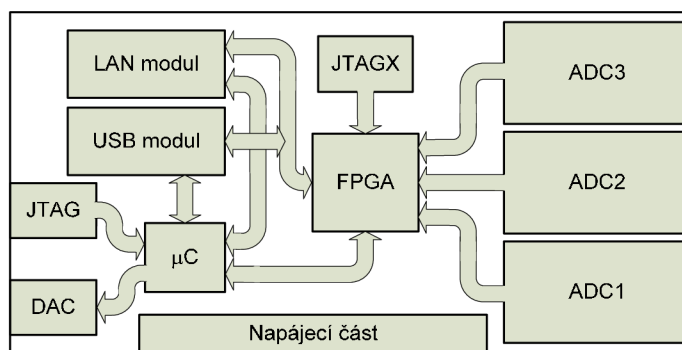 LAN modul
JTAGX
ADC3
USB modul
FPGA
ADC2
JTAG
μC
DAC
ADC1
Napájecí část